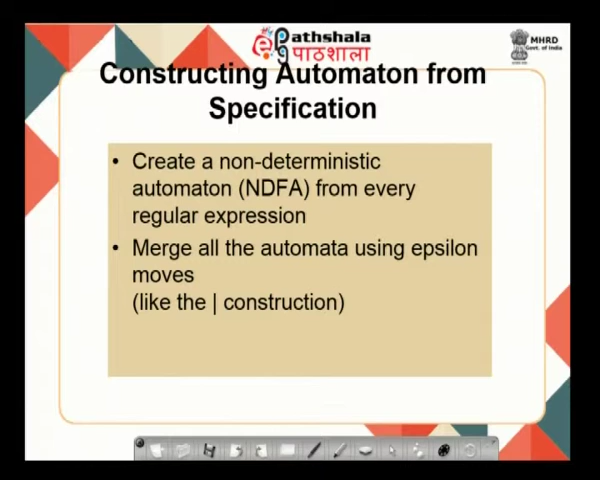 ePathshala
पाठशाला
MHRD
Govt. of India
Constructing Automaton from
Specification
• Create a non-deterministic
automaton (NDFA) from every
regular expression
• Merge all the automata using epsilon
moves
(like the | construction)